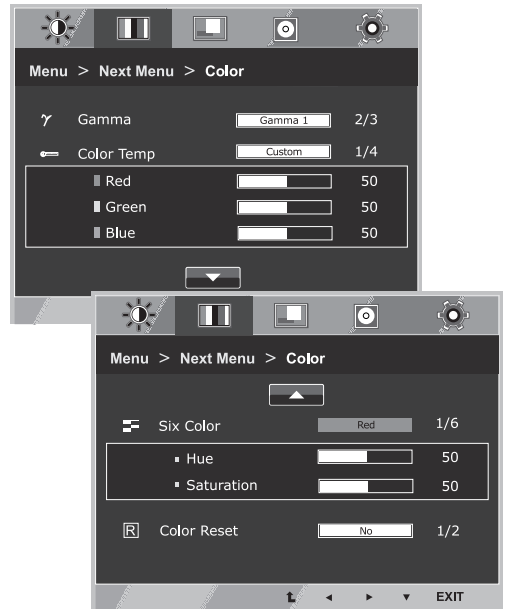 Menu > Next Menu > Color
Gamma Gamma 1 2/3
Color Temp Custom 1/4
Red 50
Green 50
Blue 50
Menu > Next Menu > Color
Six Color Red 1/6
Hue 50
Saturation 50
R Color Reset No 1/2
EXIT